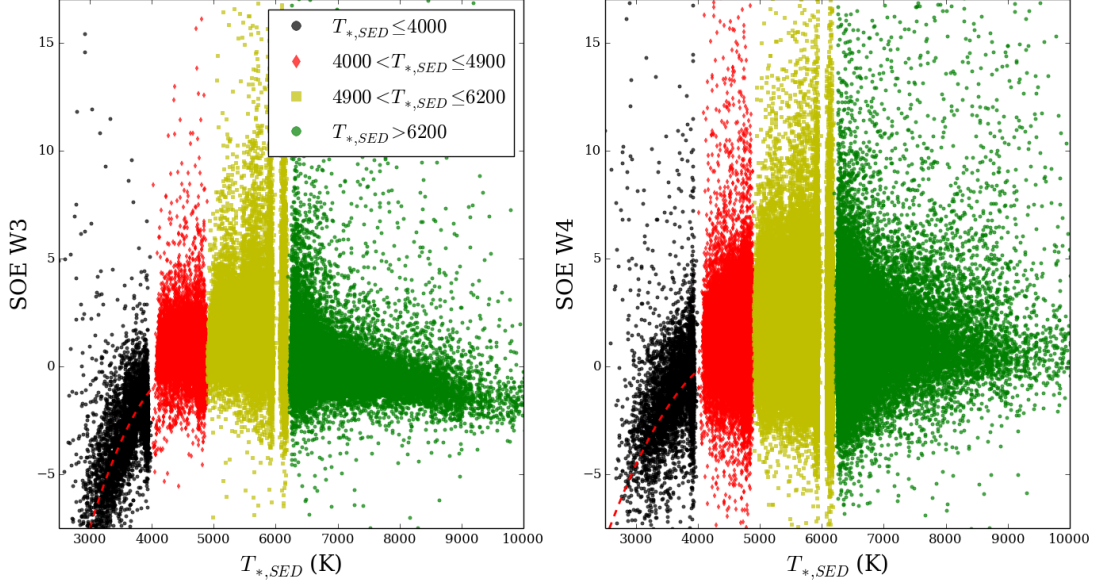 15
10
5
0
−5
SOE W3
3000 4000 5000 6000 7000 8000 9000 10000
T*,SED (K)
T*,SED ≤4000
4000 <T*,SED ≤4900
4900 <T*,SED ≤6200
T*,SED >6200
15
10
5
0
−5
SOE W4
3000 4000 5000 6000 7000 8000 9000 10000
T*,SED (K)